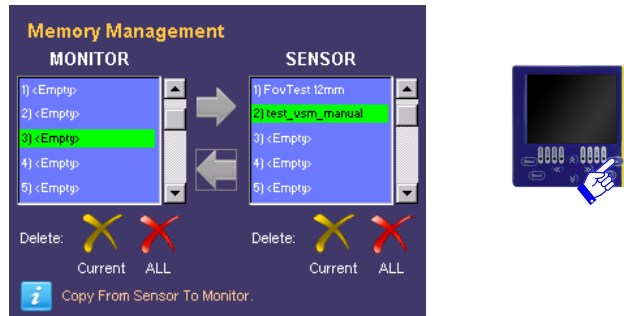 Memory Management
MONITOR
1) <Empty>
2) <Empty>
3) <Empty>
4) <Empty>
5) <Empty>
SENSOR
1) FovTest 12mm
2) test_vsm_manual
3) <Empty>
4) <Empty>
5) <Empty>
Delete:
Current
ALL
Delete:
Current
ALL
i Copy From Sensor To Monitor.